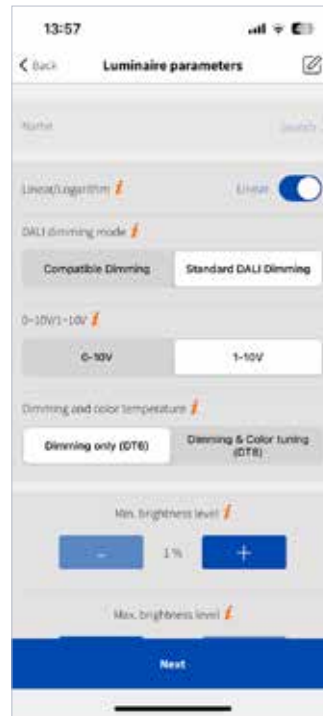 13:57
Back Luminaire parameters
Name
Linear/Logarithm i Linear
DALI dimming mode i
Compatible Dimming Standard DALI Dimming
0-10V/1-10V i
0-10V 1-10V
Dimming and color temperature i
Dimming only (DT6) Dimming & Color tuning
(DT8)
Min. brightness level i
- 1 % +
Max. brightness level i
Next